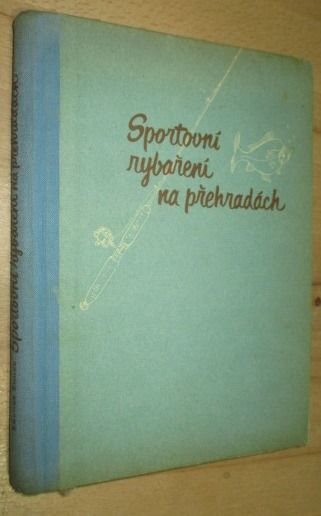 Sportovní
rybaření
na přehradách
Sportovní rybaření na přehradách